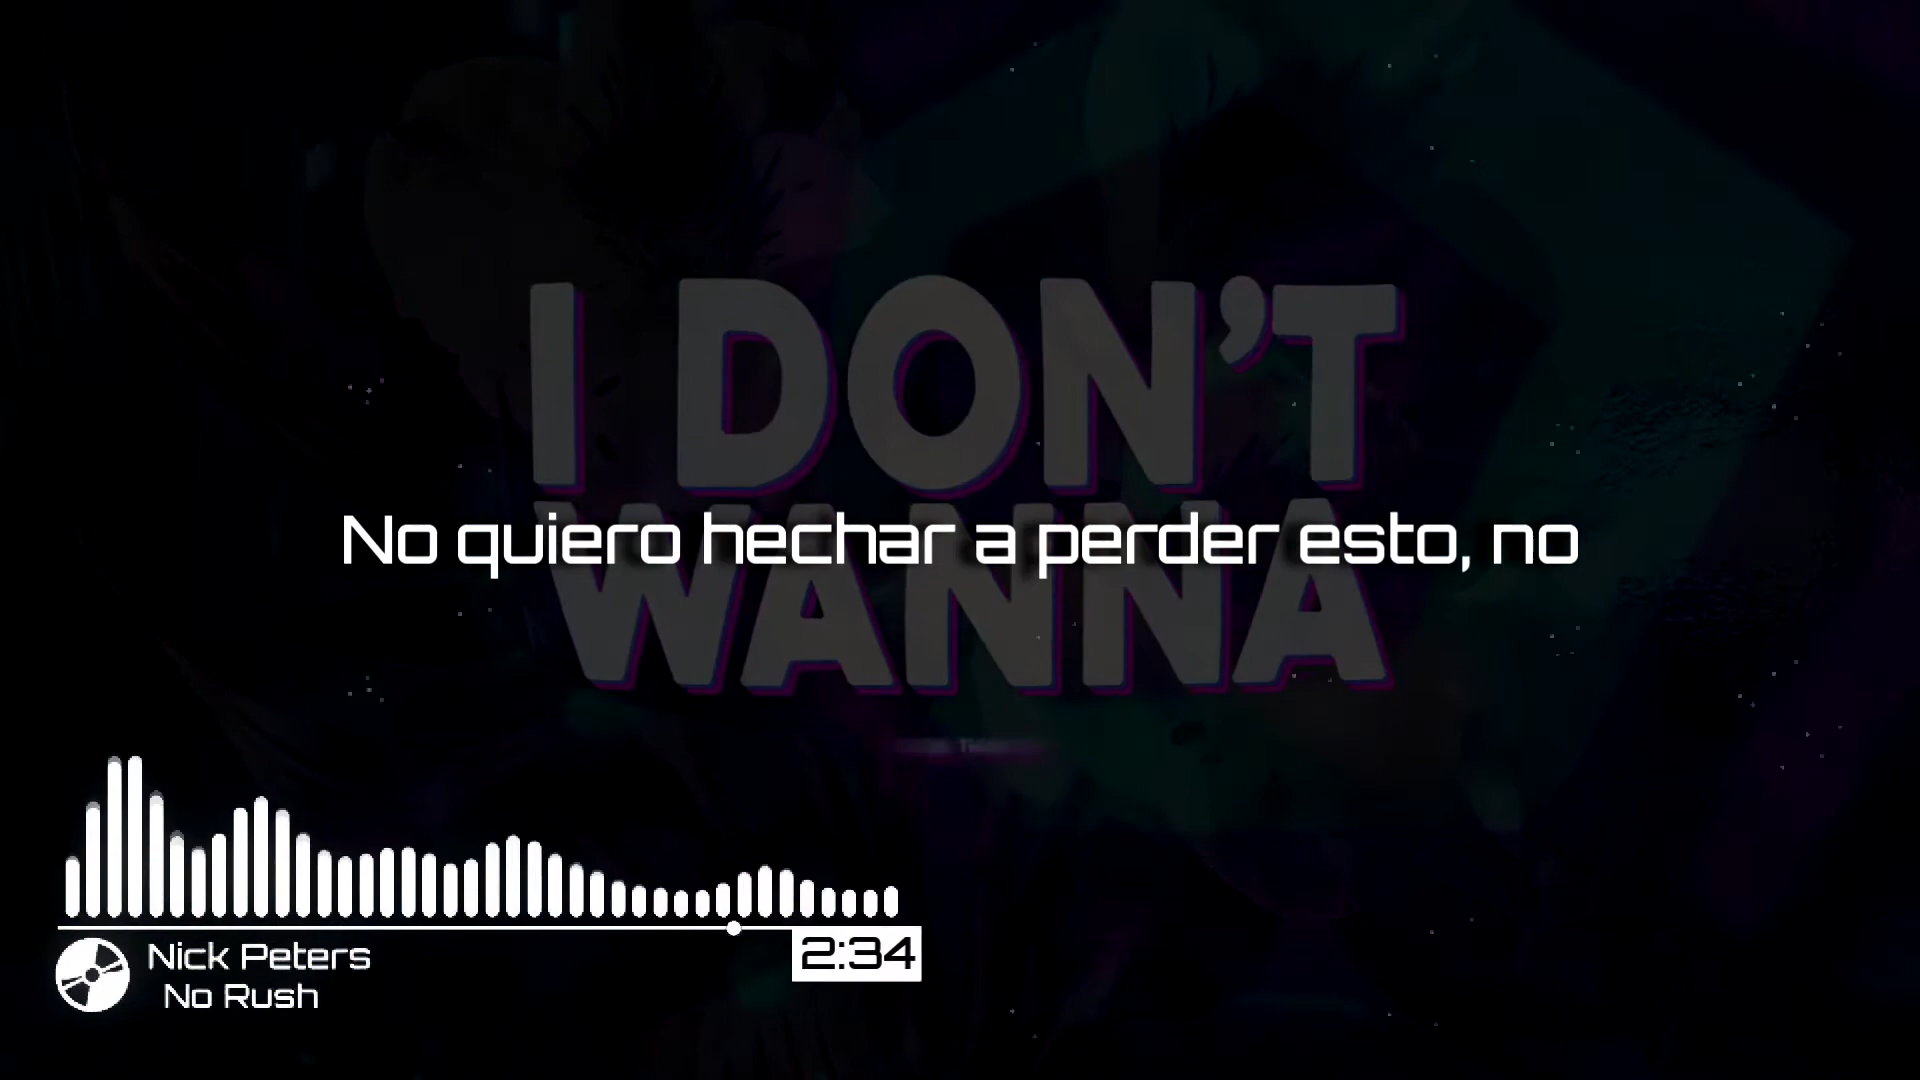 I DON'T
WANNA
No quiero hechar a perder esto, no
2:34
Nick Peters
No Rush